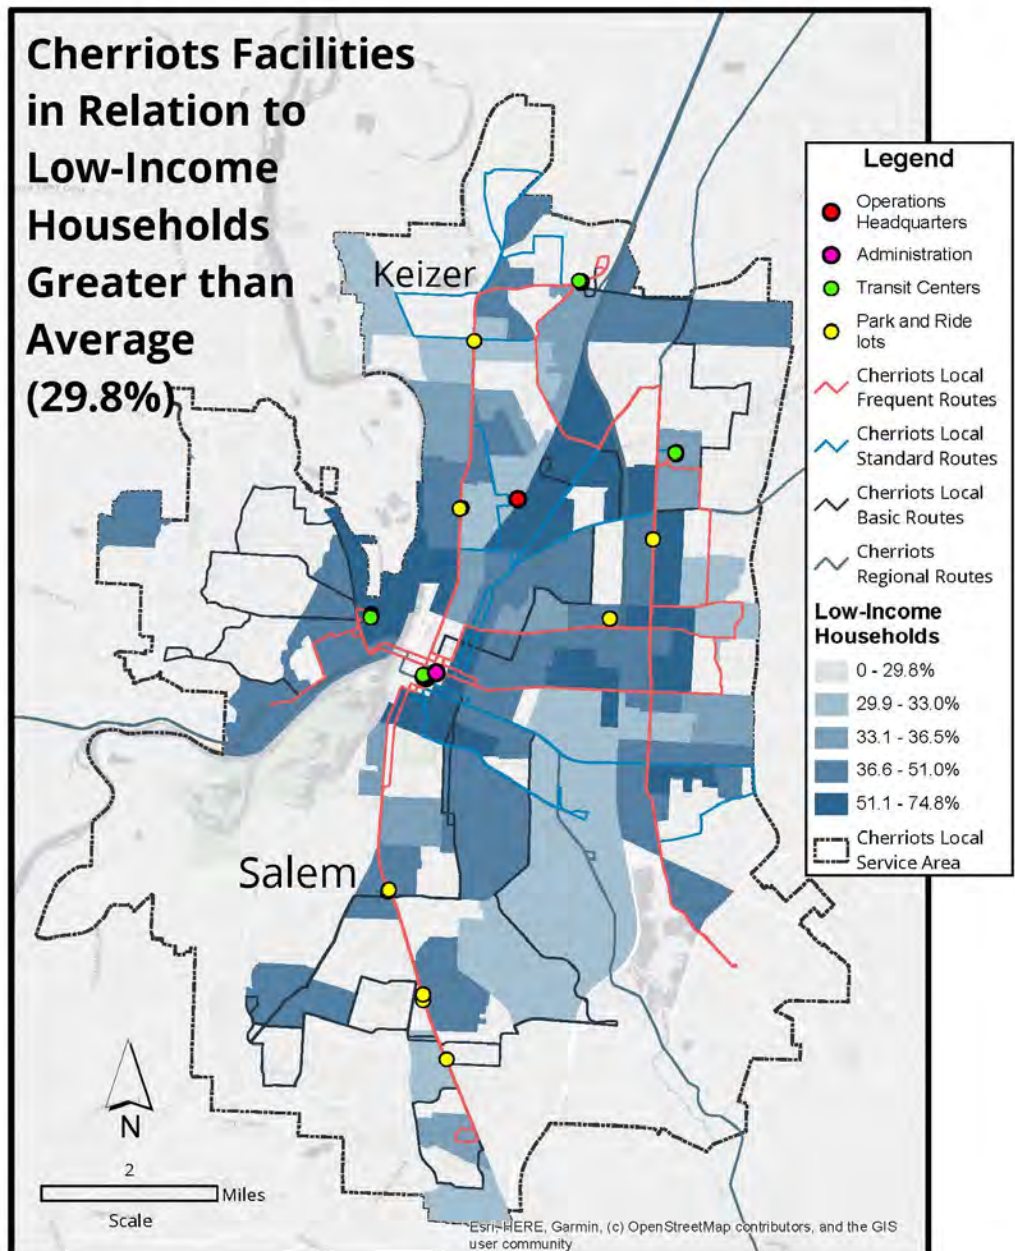 Cherriots Facilities
in Relation to
Low-Income
Households
Greater than
Average
(29.8%)
Keizer
Salem
Legend
Operations
Headquarters
Administration
Transit Centers
Park and Ride
lots
Cherriots Local
Frequent Routes
Cherriots Local
Standard Routes
Cherriots Local
Basic Routes
Cherriots
Regional Routes
Low-Income
Households
0 - 29.8%
29.9 - 33.0%
33.1 - 36.5%
36.6 - 51.0%
51.1 - 74.8%
Cherriots Local
Service Area
N
2
Miles
Scale
Esri, HERE, Garmin, (c) OpenStreetMap contributors, and the GIS
user community